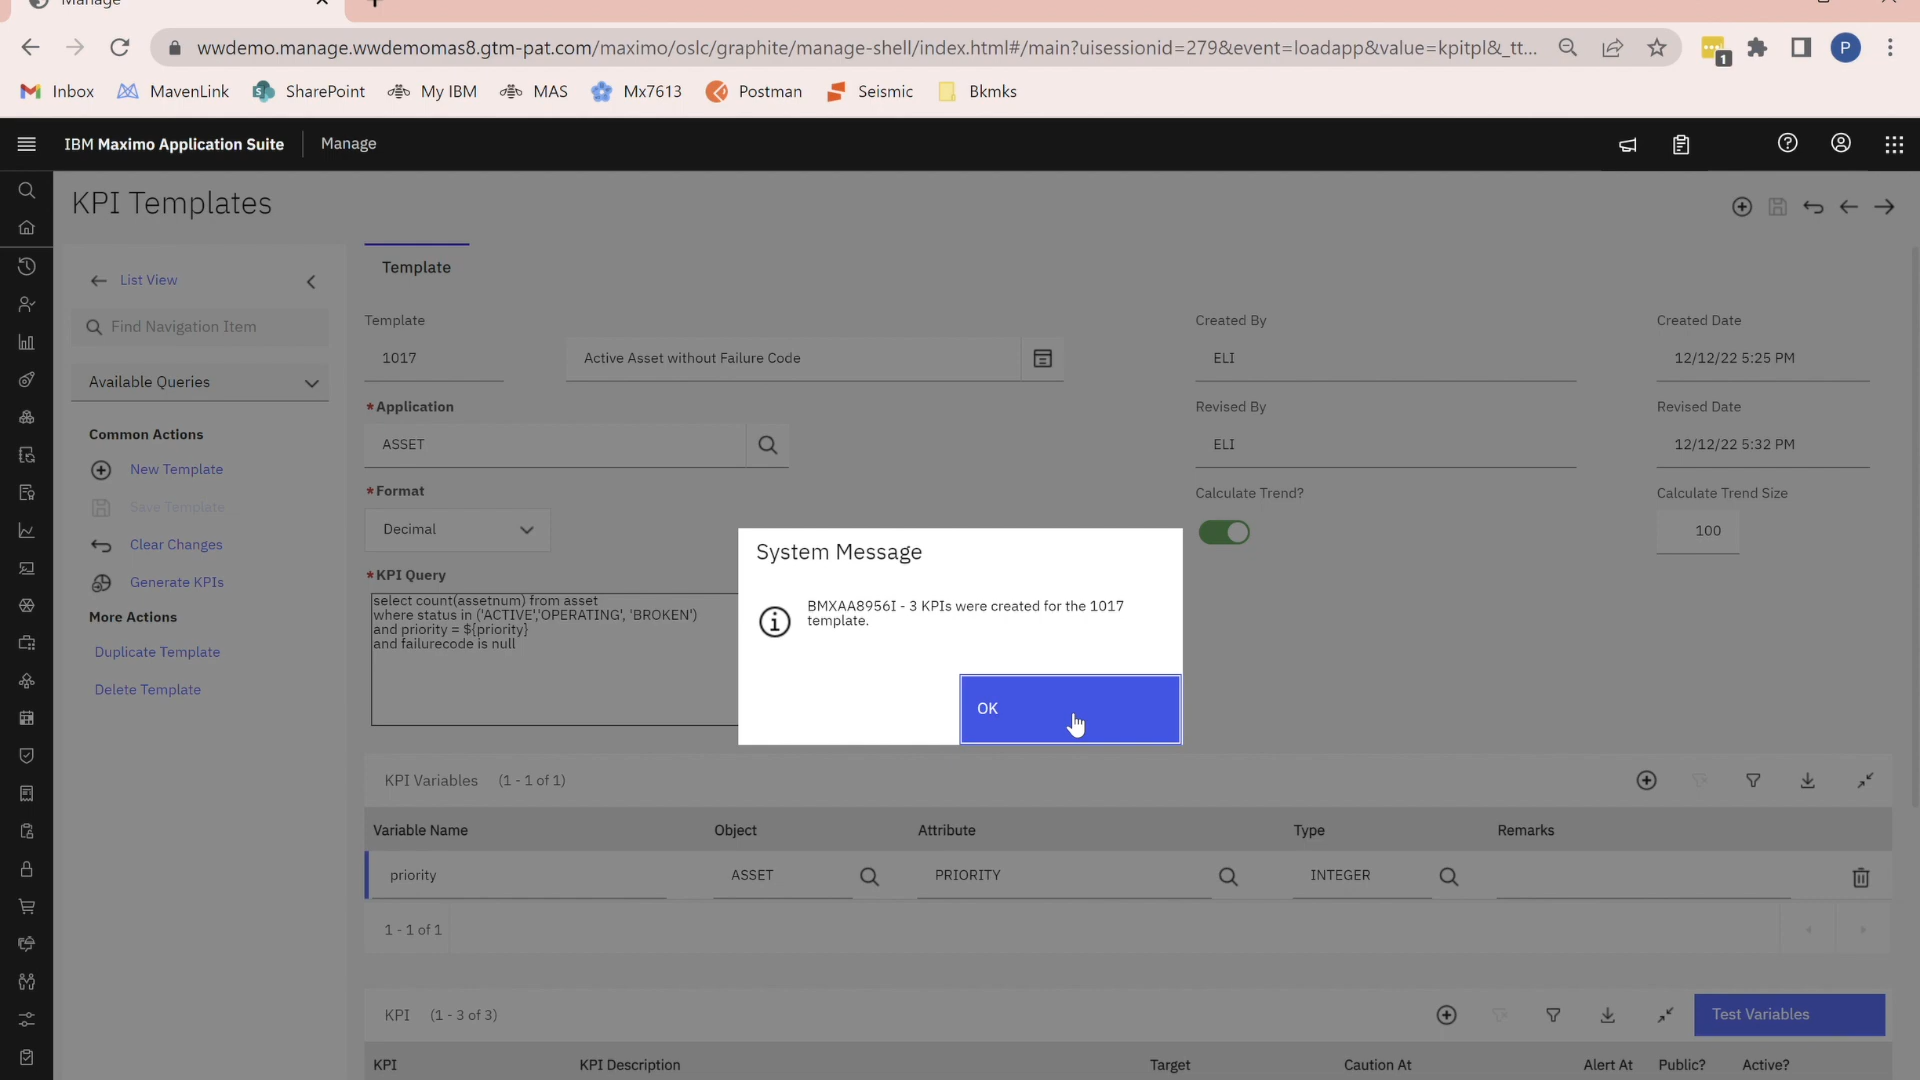 Manage
wwdemo.manage.wwdemomas8.gtm-pat.com/maximo/oslc/graphite/manage-shell/index.html#/main?uisessionid=279&event=loadapp&value=kpitpl&_tt...
1
P
Inbox
MavenLink
SharePoint
My IBM
MAS
Mx7613
Postman
Seismic
Bkmks
IBM Maximo Application Suite
Manage
KPI Templates
List View
Find Navigation Item
Available Queries
Common Actions
New Template
Save Template
Clear Changes
Generate KPIs
More Actions
Duplicate Template
Delete Template
Template
Template
1017
Active Asset without Failure Code
Created By
ELI
Created Date
12/12/22 5:25 PM
*Application
ASSET
Revised By
ELI
Revised Date
12/12/22 5:32 PM
*Format
Decimal
Calculate Trend?
Calculate Trend Size
100
*KPI Query
select count(assetnum) from asset
where status in ('ACTIVE','OPERATING', 'BROKEN')
and priority = ${priority}
and failurecode is null
System Message
BMXAA8956I - 3 KPIs were created for the 1017
template.
OK
KPI Variables (1 - 1 of 1)
Variable Name Object Attribute Type Remarks
priority ASSET PRIORITY INTEGER
1 - 1 of 1
KPI (1 - 3 of 3)
Test Variables
KPI KPI Description Target Caution At Alert At Public? Active?